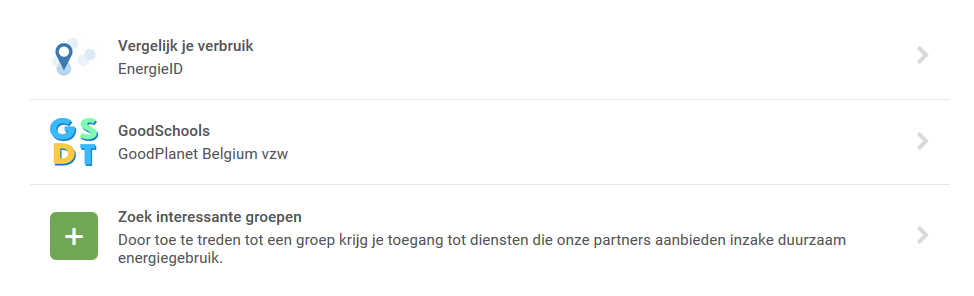 Vergelijk je verbruik
EnergieID
GS
DT
GoodSchools
GoodPlanet Belgium vzw
Zoek interessante groepen
Door toe te treden tot een groep krijg je toegang tot diensten die onze partners aanbieden inzake duurzaam
energiegebruik.